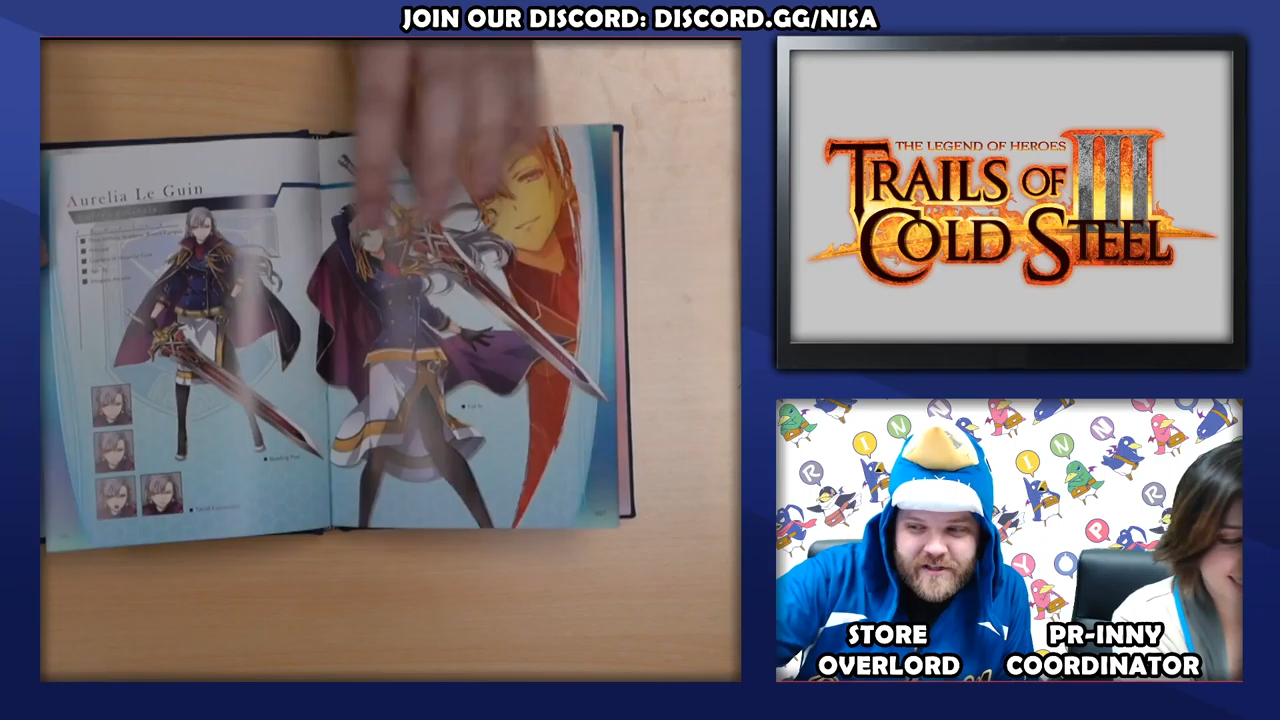 JOIN OUR DISCORD: DISCORD.GG/NISA
Aurelia Le Guin
THE LEGEND OF HEROES
TRAILS OF III
COLD STEEL
R I N N
I N N
R
P
Y O
STORE
OVERLORD
PR-INNY
COORDINATOR